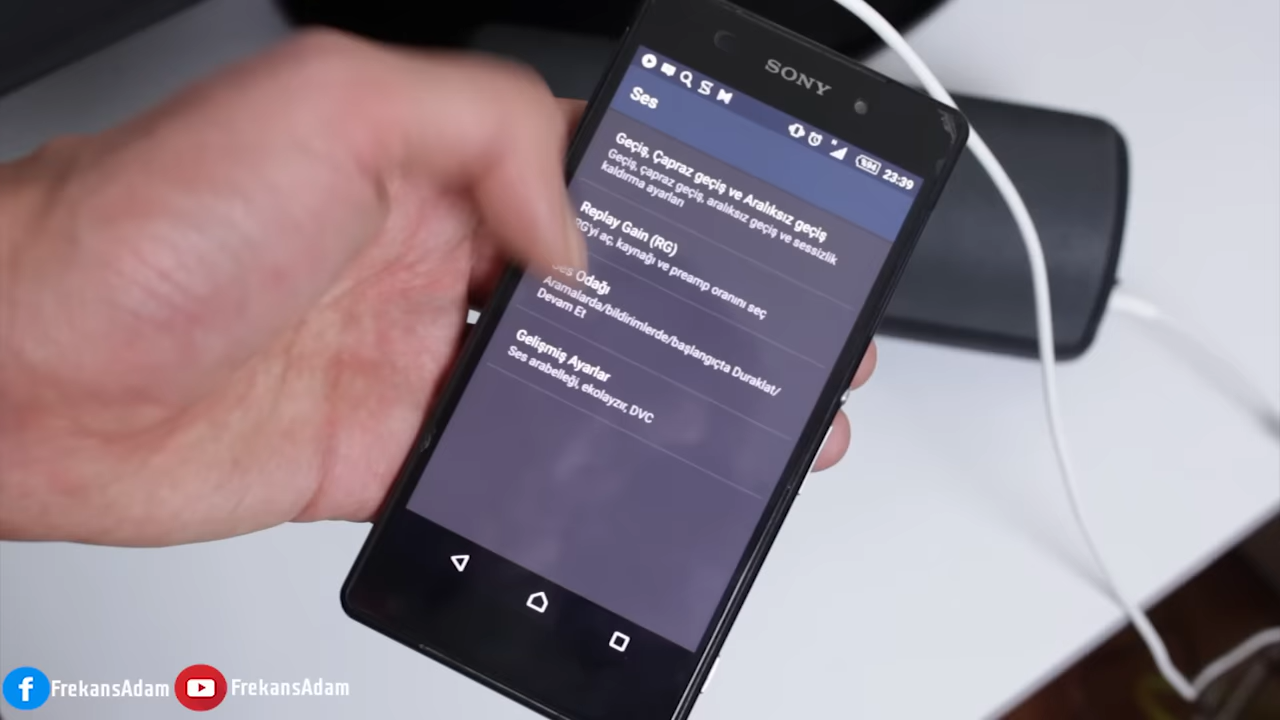 SONY
%94 23:39
Ses
Geçiş, Çapraz geçiş ve Aralıksız geçiş
Geçiş, çapraz geçiş, aralıksız geçiş ve sessizlik
kaldırma ayarları
Replay Gain (RG)
RG'yi aç, kaynağı ve preamp oranını seç
Ses Odağı
Aramalarda/bildirimlerde/başlangıçta Duraklat/
Devam Et
Gelişmiş Ayarlar
Ses arabelleği, ekolayzır, DVC
FrekansAdam FrekansAdam